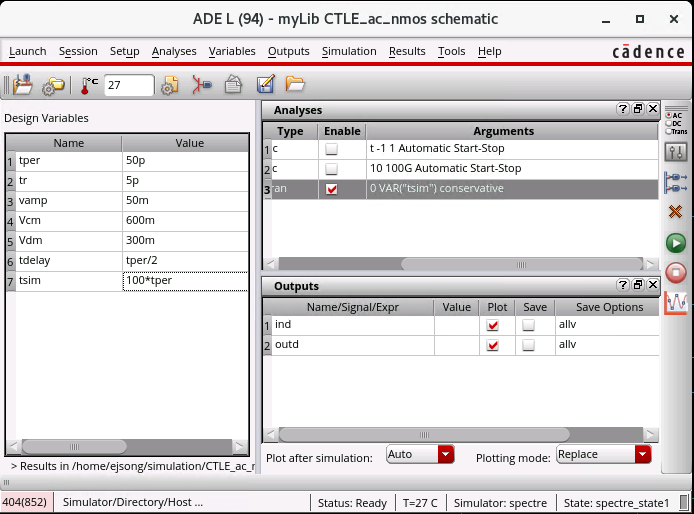 ADE L (94) - myLib CTLE_ac_nmos schematic
Launch Session Setup Analyses Variables Outputs Simulation Results Tools Help cādence
°C 27
Design Variables
Name Value
1 tper 50p
2 tr 5p
3 vamp 50m
4 Vcm 600m
5 Vdm 300m
6 tdelay tper/2
7 tsim 100*tper
> Results in /home/ejsong/simulation/CTLE_ac_r
Analyses
Type Enable Arguments
1 c t -1 1 Automatic Start-Stop
2 c 10 100G Automatic Start-Stop
3 ran 0 VAR("tsim") conservative
Outputs
Name/Signal/Expr Value Plot Save Save Options
1 ind allv
2 outd allv
Plot after simulation: Auto Plotting mode: Replace
AC
DC
Trans
404(852) Simulator/Directory/Host ... Status: Ready T=27 C Simulator: spectre State: spectre_state1